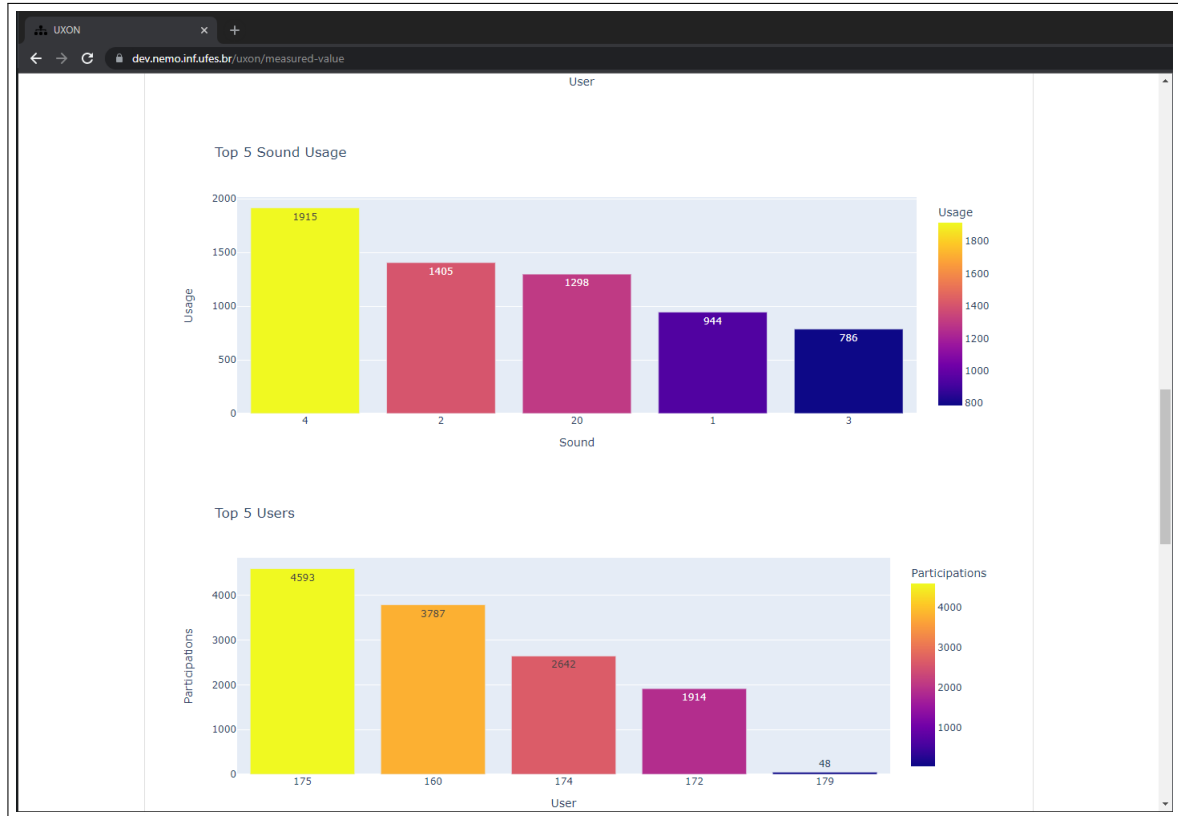 UXON
dev.nemo.inf.ufes.br/uxon/measured-value
User
Top 5 Sound Usage
2000
1500
1000
500
0
Usage
1915
1405
1298
944
786
4 2 20 1 3
Sound
Usage
1800
1600
1400
1200
1000
800
Top 5 Users
4000
3000
2000
1000
0
Participations
4593
3787
2642
1914
48
175 160 174 172 179
User
Participations
4000
3000
2000
1000